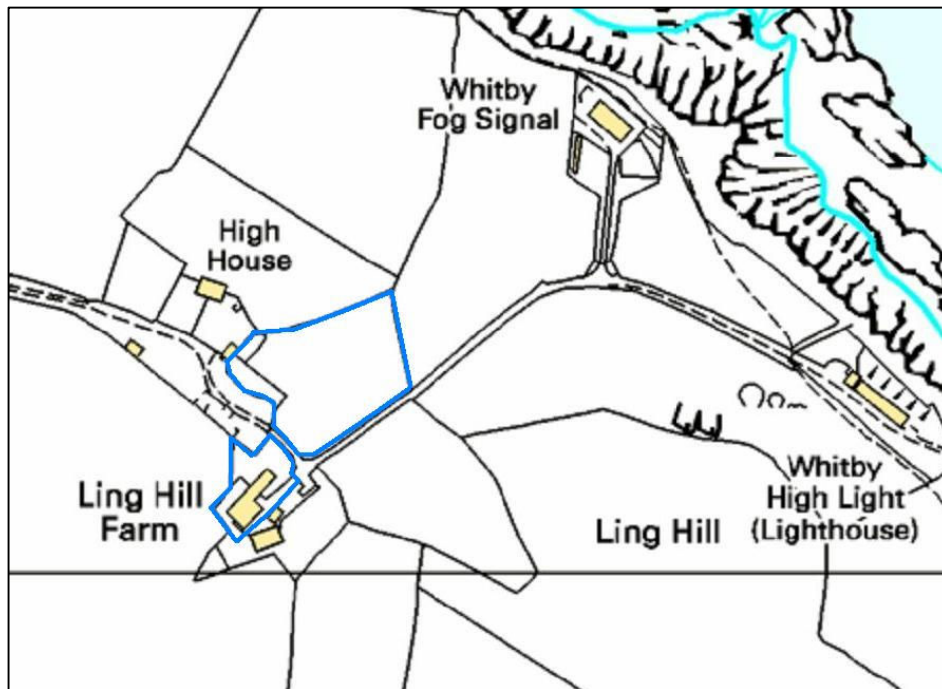 Whitby
Fog Signal
High
House
Ling Hill
Farm
Ling Hill
Whitby
High Light
(Lighthouse)